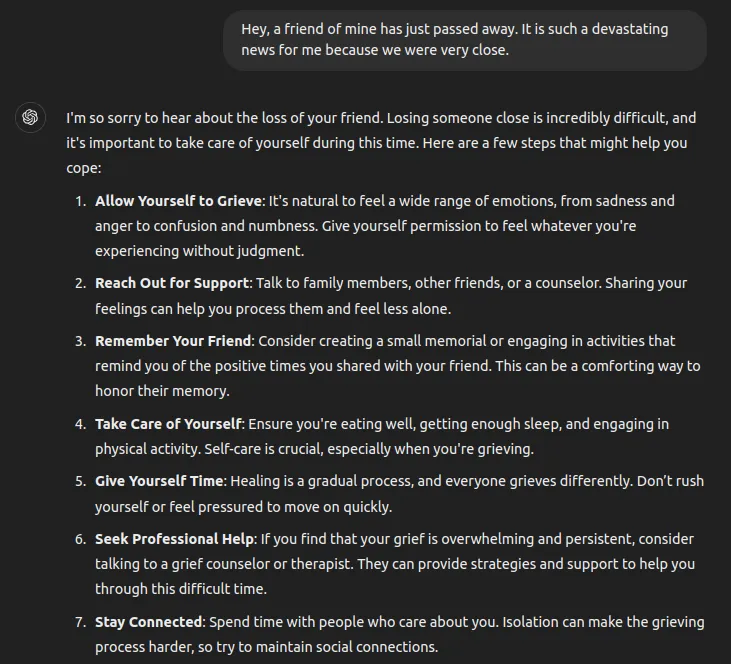 Hey, a friend of mine has just passed away. It is such a devastating
news for me because we were very close.
I'm so sorry to hear about the loss of your friend. Losing someone close is incredibly difficult, and
it's important to take care of yourself during this time. Here are a few steps that might help you
cope:
1. Allow Yourself to Grieve: It's natural to feel a wide range of emotions, from sadness and
anger to confusion and numbness. Give yourself permission to feel whatever you're
experiencing without judgment.
2. Reach Out for Support: Talk to family members, other friends, or a counselor. Sharing your
feelings can help you process them and feel less alone.
3. Remember Your Friend: Consider creating a small memorial or engaging in activities that
remind you of the positive times you shared with your friend. This can be a comforting way to
honor their memory.
4. Take Care of Yourself: Ensure you're eating well, getting enough sleep, and engaging in
physical activity. Self-care is crucial, especially when you're grieving.
5. Give Yourself Time: Healing is a gradual process, and everyone grieves differently. Don’t rush
yourself or feel pressured to move on quickly.
6. Seek Professional Help: If you find that your grief is overwhelming and persistent, consider
talking to a grief counselor or therapist. They can provide strategies and support to help you
through this difficult time.
7. Stay Connected: Spend time with people who care about you. Isolation can make the grieving
process harder, so try to maintain social connections.